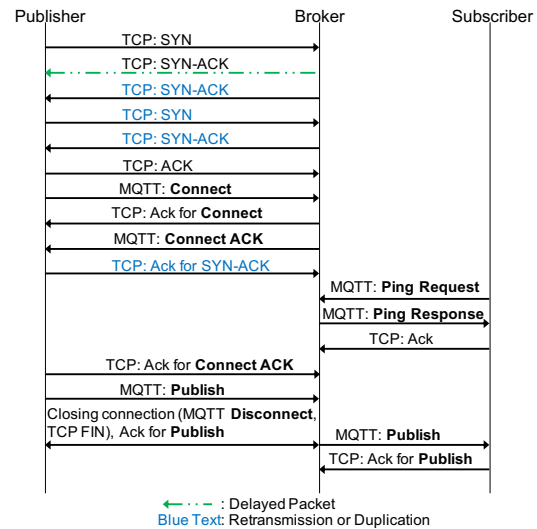 Publisher Broker Subscriber
TCP: SYN
TCP: SYN-ACK
TCP: SYN-ACK
TCP: SYN
TCP: SYN-ACK
TCP: ACK
MQTT: Connect
TCP: Ack for Connect
MQTT: Connect ACK
TCP: Ack for SYN-ACK
MQTT: Ping Request
MQTT: Ping Response
TCP: Ack
TCP: Ack for Connect ACK
MQTT: Publish
Closing connection (MQTT Disconnect,
TCP FIN), Ack for Publish
MQTT: Publish
TCP: Ack for Publish
: Delayed Packet
Blue Text: Retransmission or Duplication